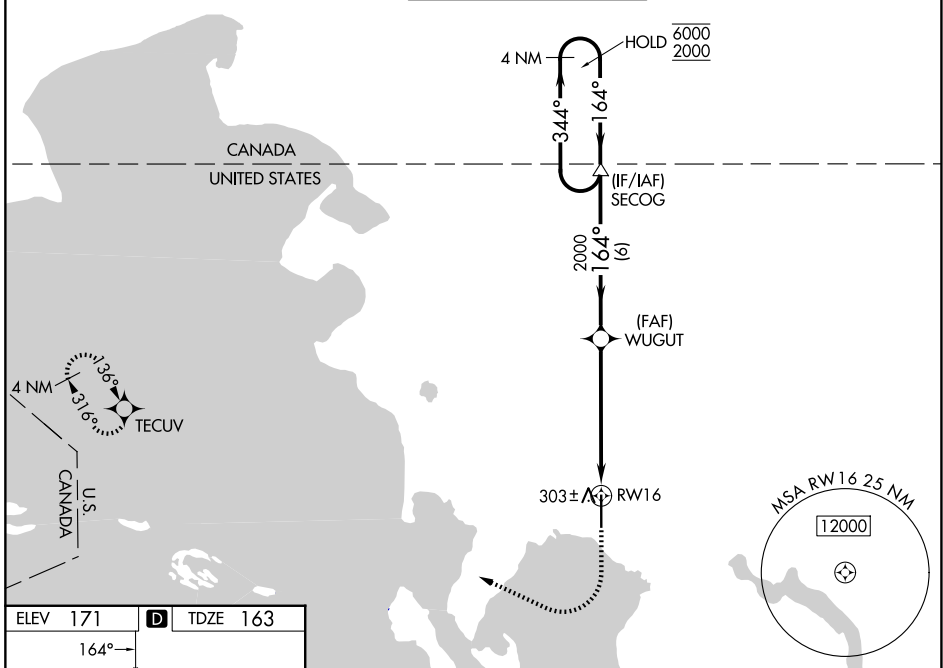 HOLD 6000
2000
4 NM
344°
164°
CANADA
UNITED STATES
(IF/IAF)
SECOG
2000
164°
(6)
(FAF)
WUGUT
4 NM
136°
316°
TECUV
U.S.
CANADA
303± RW16
MSA RW16 25 NM
12000
ELEV 171 D TDZE 163
164°